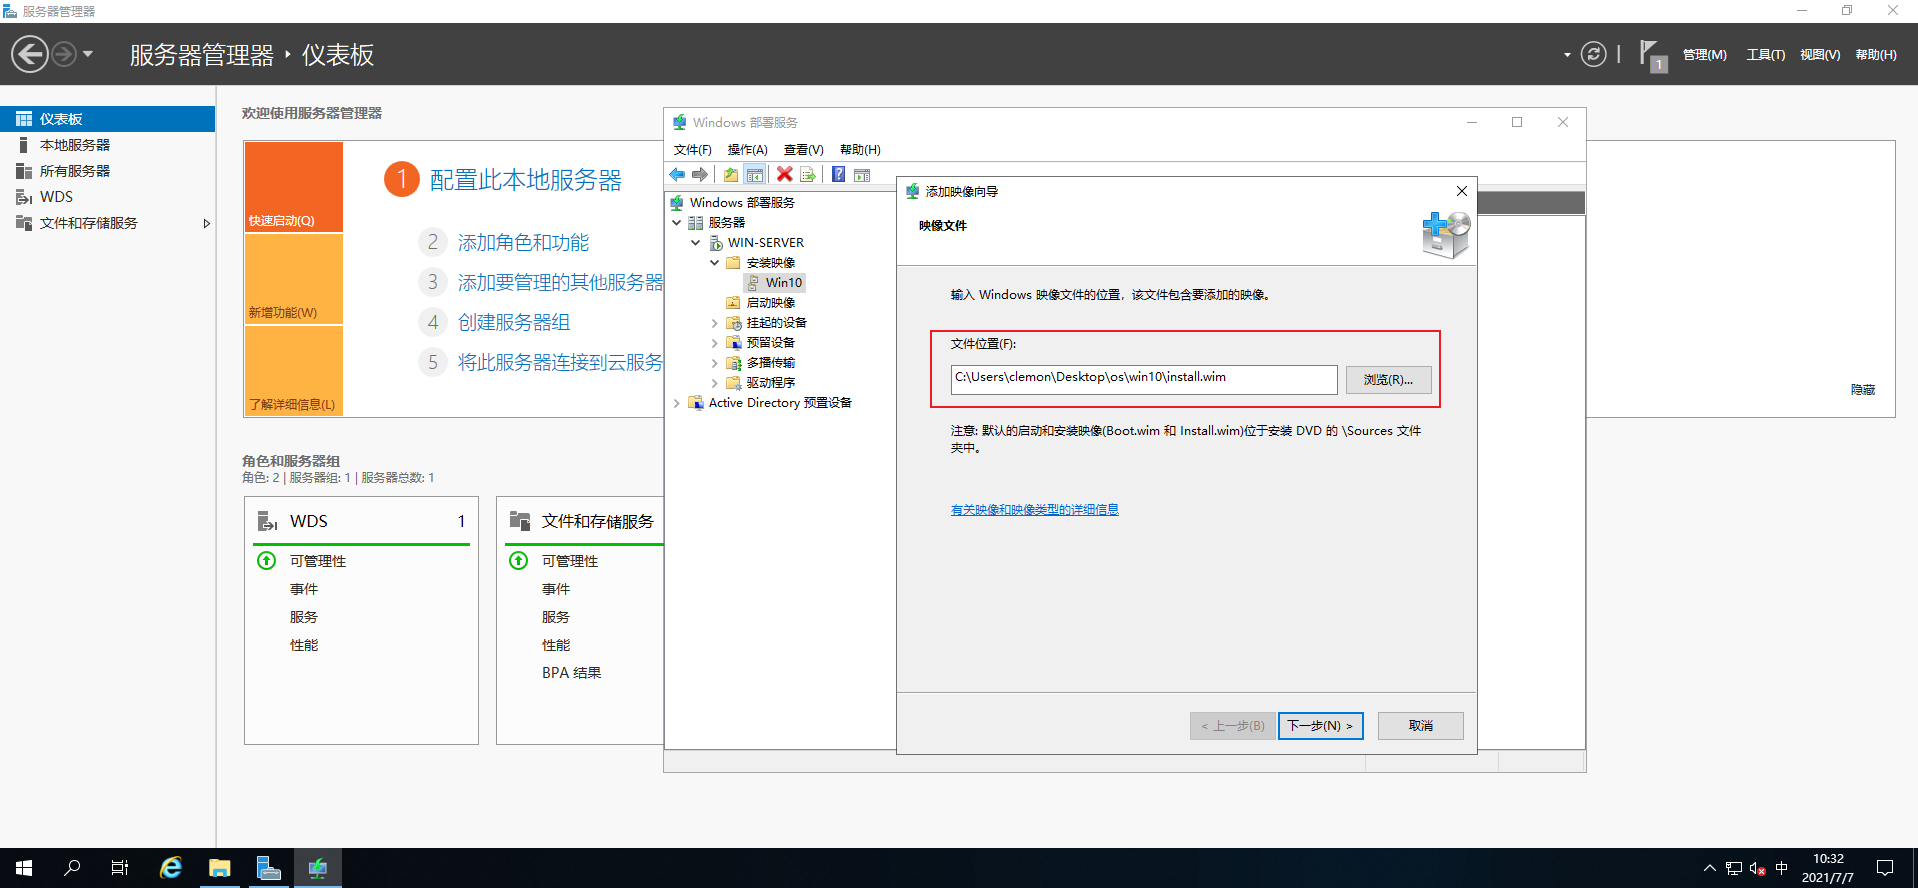 服务器管理器
服务器管理器 ‣ 仪表板
1
管理(M)
工具(T)
视图(V)
帮助(H)
仪表板
本地服务器
所有服务器
WDS
文件和存储服务
欢迎使用服务器管理器
快速启动(Q)
新增功能(W)
了解详细信息(L)
1 配置此本地服务器
2 添加角色和功能
3 添加要管理的其他服务器
4 创建服务器组
5 将此服务器连接到云服务
隐藏
角色和服务器组
角色: 2 | 服务器组: 1 | 服务器总数: 1
WDS 1
可管理性
事件
服务
性能
文件和存储服务
可管理性
事件
服务
性能
BPA 结果
Windows 部署服务
文件(F) 操作(A) 查看(V) 帮助(H)
Windows 部署服务
服务器
WIN-SERVER
安装映像
Win10
启动映像
挂起的设备
预留设备
多播传输
驱动程序
Active Directory 预置设备
添加映像向导
映像文件
输入 Windows 映像文件的位置，该文件包含要添加的映像。
文件位置(F):
C:\Users\clemon\Desktop\os\win10\install.wim
浏览(R)...
注意: 默认的启动和安装映像(Boot.wim 和 Install.wim)位于安装 DVD 的 \Sources 文件
夹中。
有关映像和映像类型的详细信息
< 上一步(B)
下一步(N) >
取消
中
10:32
2021/7/7